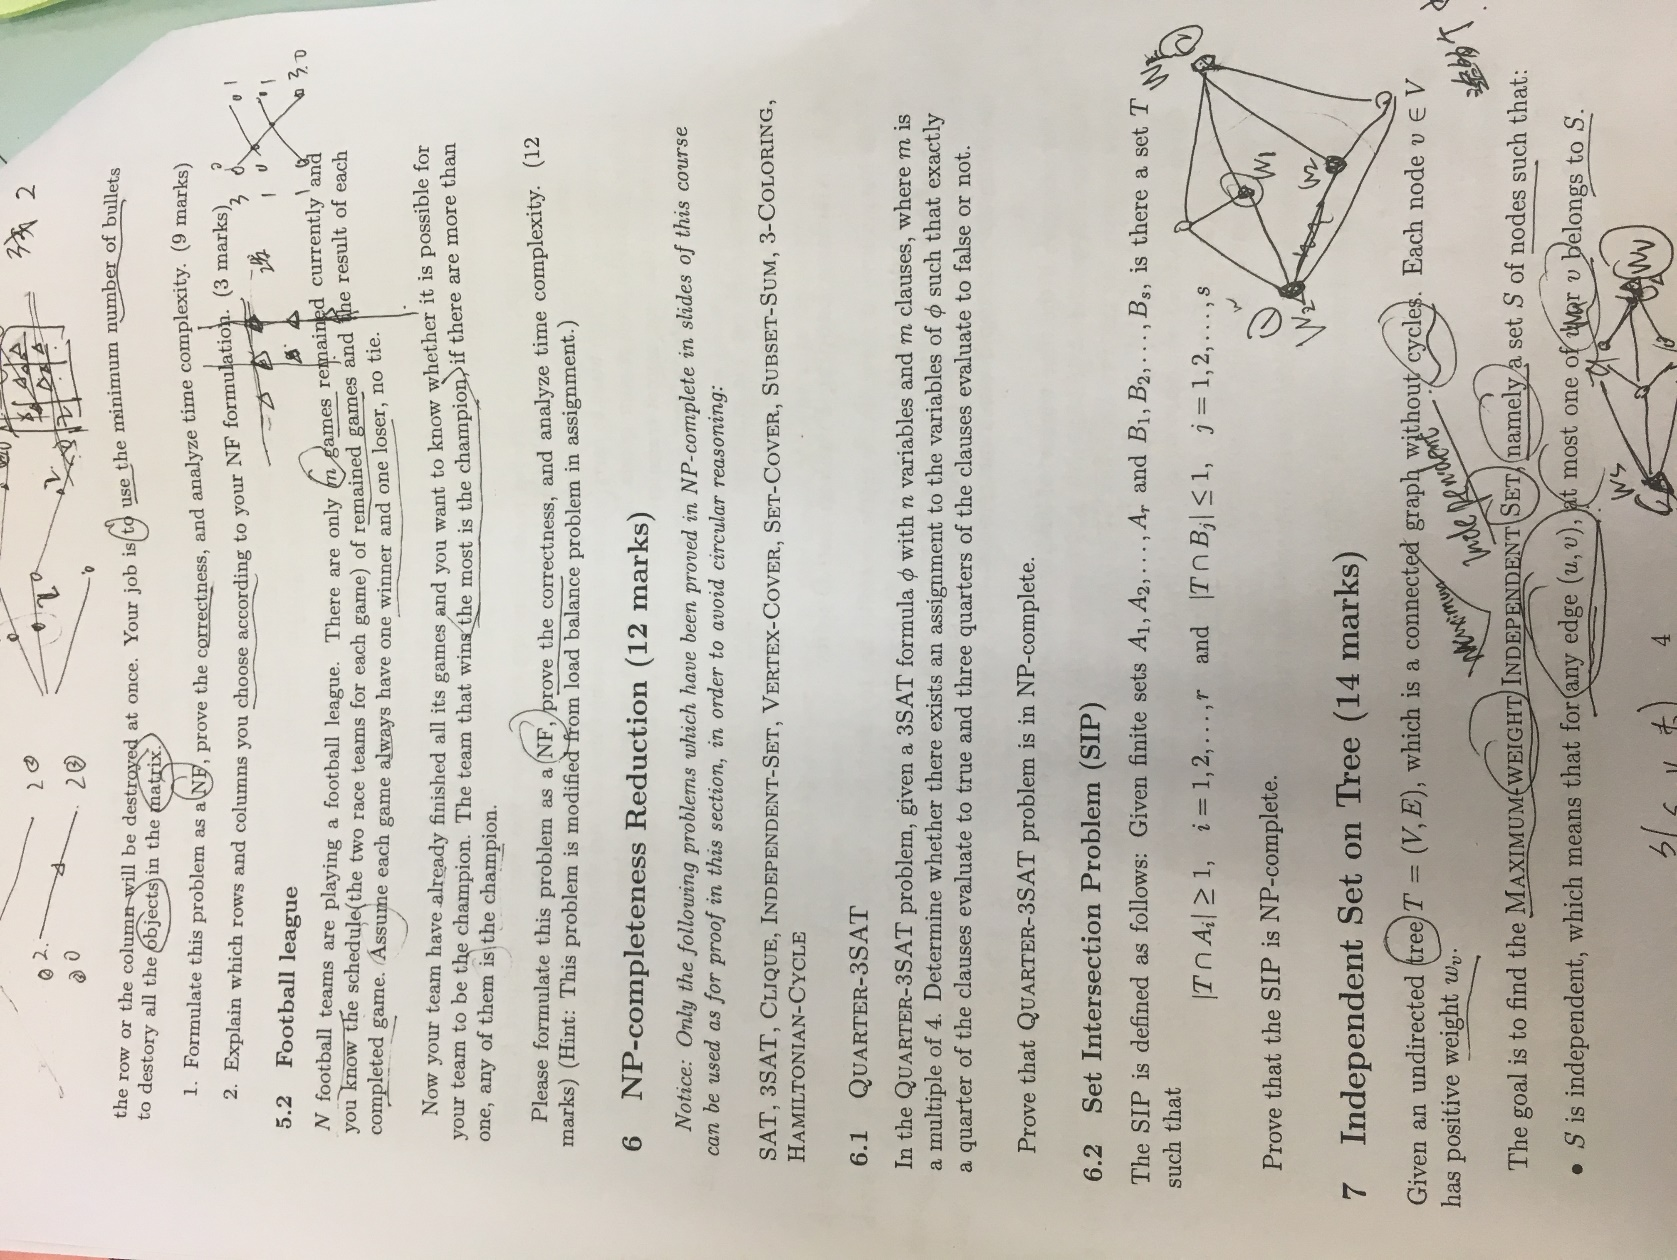 the row or the column will be destroyed at once. Your job is to use the minimum number of bullets
to destory all the objects in the matrix.
1. Formulate this problem as a NF, prove the correctness, and analyze time complexity. (9 marks)
2. Explain which rows and columns you choose according to your NF formulation. (3 marks)
5.2 Football league
N football teams are playing a football league. There are only m games remained currently and
you know the schedule(the two race teams for each game) of remained games and the result of each
completed game. (Assume each game always have one winner and one loser, no tie.
Now your team have already finished all its games and you want to know whether it is possible for
your team to be the champion. The team that wins the most is the champion, if there are more than
one, any of them is the champion.
Please formulate this problem as a NF, prove the correctness, and analyze time complexity. (12
marks) (Hint: This problem is modified from load balance problem in assignment.)
6 NP-completeness Reduction (12 marks)
Notice: Only the following problems which have been proved in NP-complete in slides of this course
can be used as for proof in this section, in order to avoid circular reasoning:
SAT, 3SAT, CLIQUE, INDEPENDENT-SET, VERTEX-COVER, SET-COVER, SUBSET-SUM, 3-COLORING,
HAMILTONIAN-CYCLE
6.1 QUARTER-3SAT
In the QUARTER-3SAT problem, given a 3SAT formula ϕ with n variables and m clauses, where m is
a multiple of 4. Determine whether there exists an assignment to the variables of ϕ such that exactly
a quarter of the clauses evaluate to true and three quarters of the clauses evaluate to false or not.
Prove that QUARTER-3SAT problem is in NP-complete.
6.2 Set Intersection Problem (SIP)
The SIP is defined as follows: Given finite sets A₁, A₂, . . . , Aᵣ and B₁, B₂, . . . , Bₛ, is there a set T
such that
|T ∩ Aᵢ| ≥ 1, i = 1, 2, . . . , r and |T ∩ Bⱼ| ≤ 1, j = 1, 2, . . . , s
W₁
W₂
Prove that the SIP is NP-complete.
7 Independent Set on Tree (14 marks)
Given an undirected tree T = (V, E), which is a connected graph without cycles. Each node v ∈ V
has positive weight wᵥ.
independent
maximum
The goal is to find the MAXIMUM-WEIGHT INDEPENDENT SET, namely a set S of nodes such that:
• S is independent, which means that for any edge (u, v), at most one of u or v belongs to S.
4